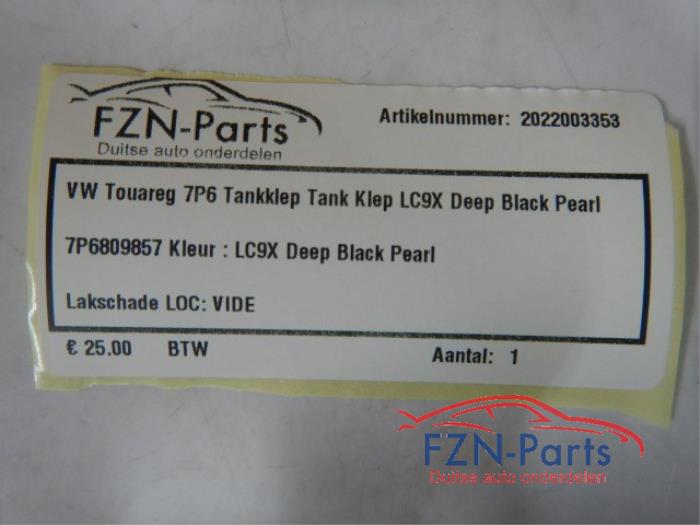 FZN-Parts
Duitse auto onderdelen
Artikelnummer: 2022003353
VW Touareg 7P6 Tankklep Tank Klep LC9X Deep Black Pearl
7P6809857 Kleur : LC9X Deep Black Pearl
Lakschade LOC: VIDE
€ 25.00 BTW Aantal: 1
FZN-Parts
Duitse auto onderdelen